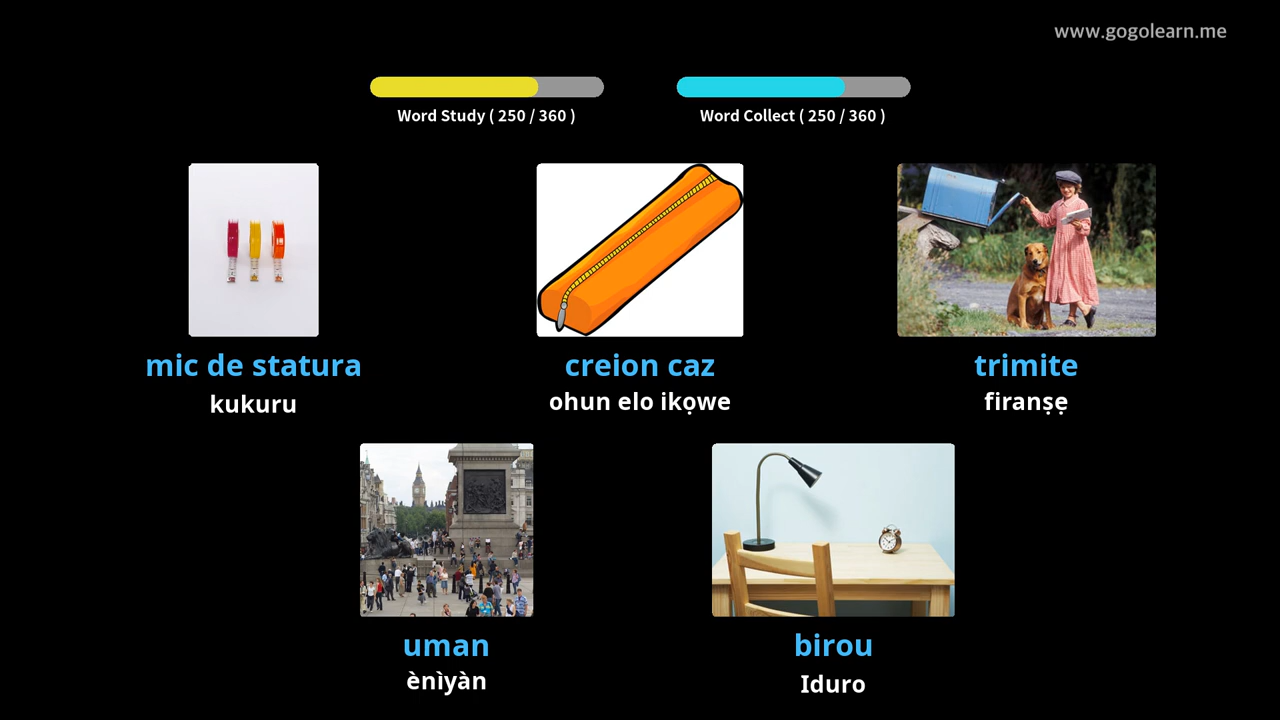 www.gogolearn.me
Word Study ( 250 / 360 )
Word Collect ( 250 / 360 )
mic de statura
kukuru
creion caz
ohun elo ikọwe
trimite
firanṣẹ
uman
ènìyàn
birou
Iduro